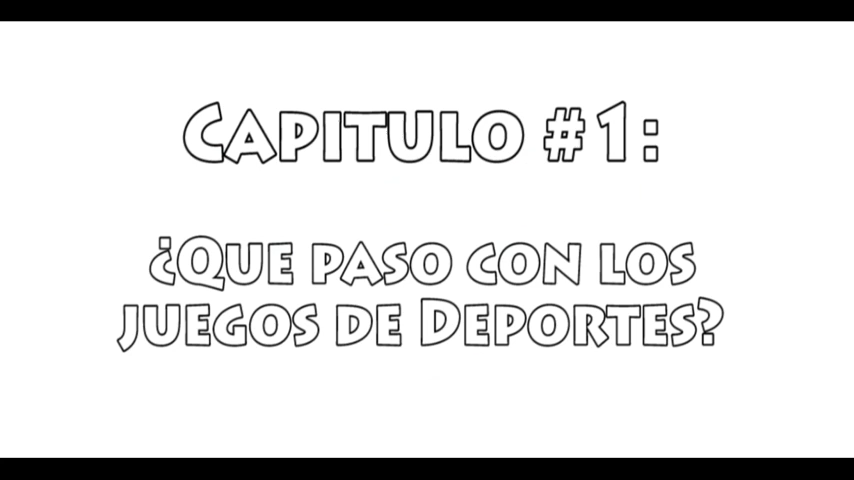 CAPITULO #1:
¿QUE PASO CON LOS
JUEGOS DE DEPORTES?